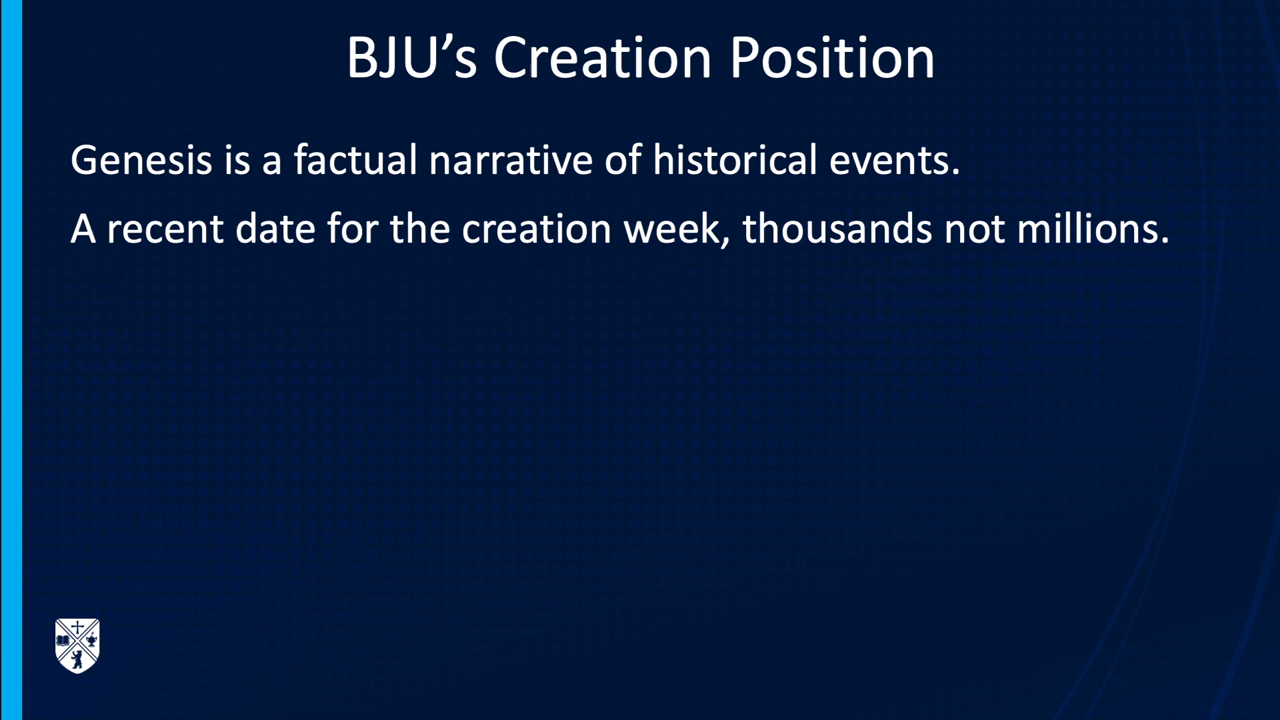 BJU’s Creation Position
Genesis is a factual narrative of historical events.
A recent date for the creation week, thousands not millions.